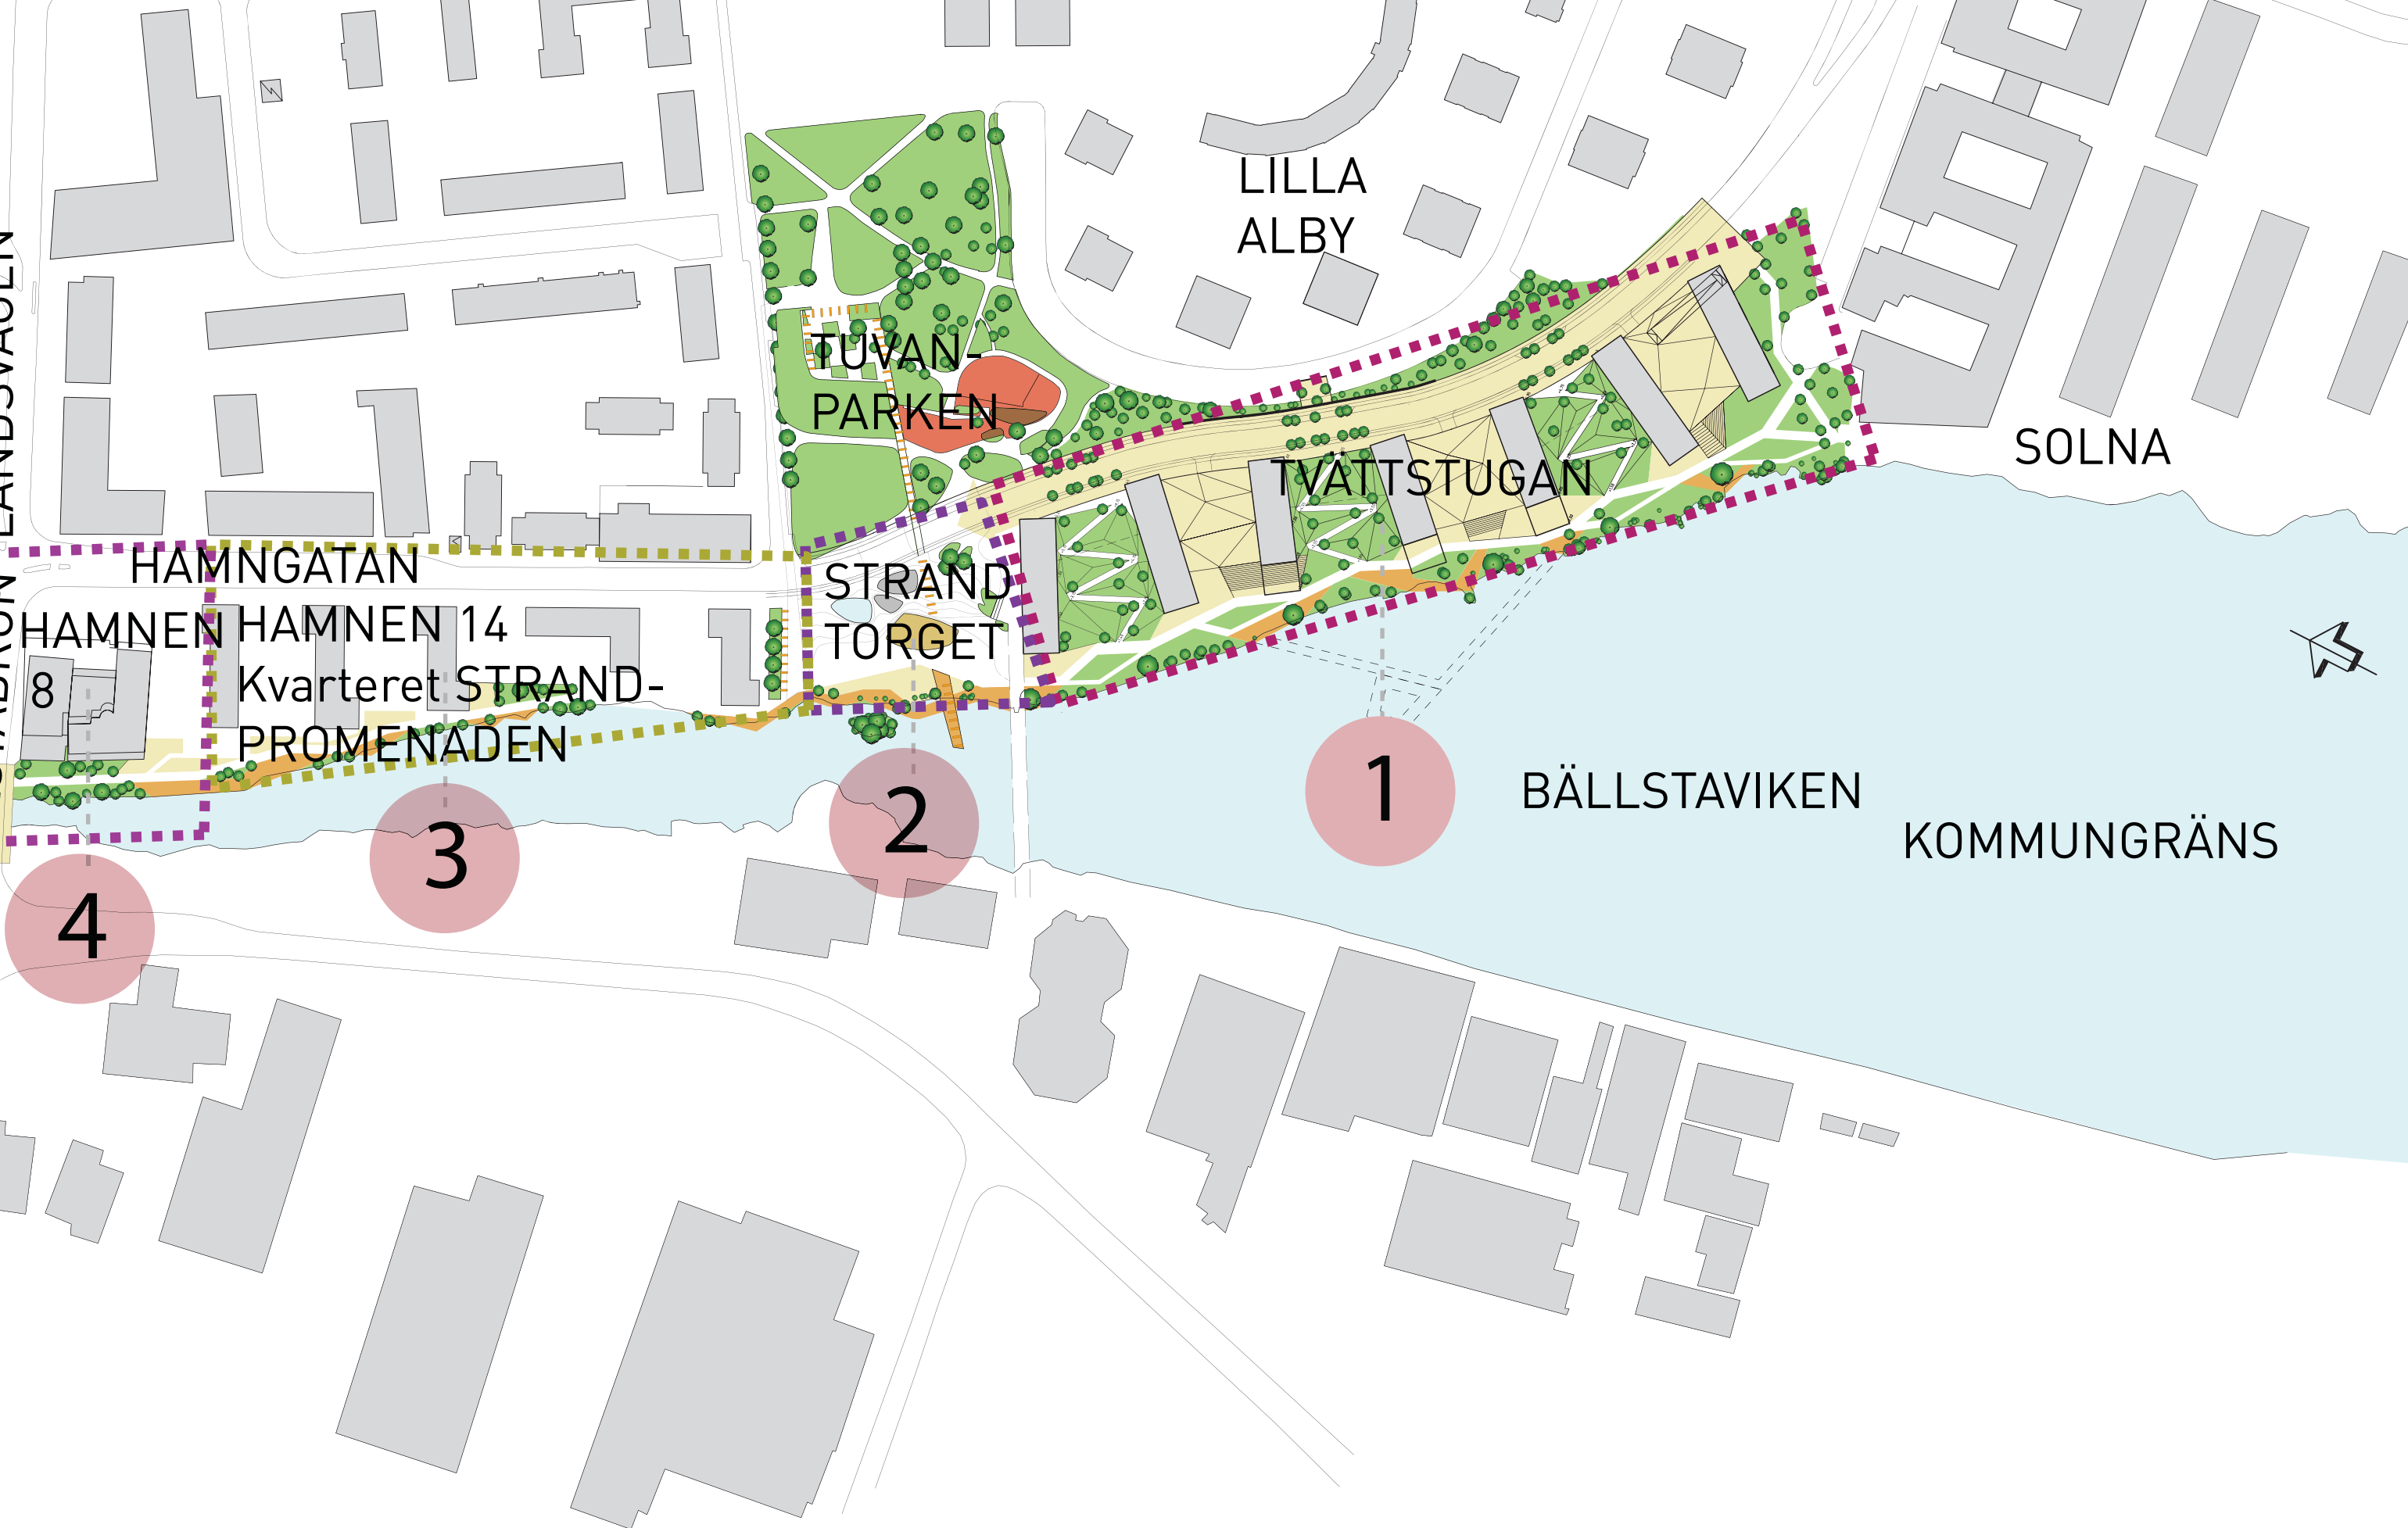 LILLA
ALBY
TUVAN-
PARKEN
SOLNA
TVÄTTSTUGAN
LANDSVÄGEN
HAMNGATAN
STRAND
TORGET
HAMNEN
8
HAMNEN 14
Kvarteret STRAND-
PROMENADEN
1
2
3
4
BÄLLSTAVIKEN
KOMMUNGRÄNS